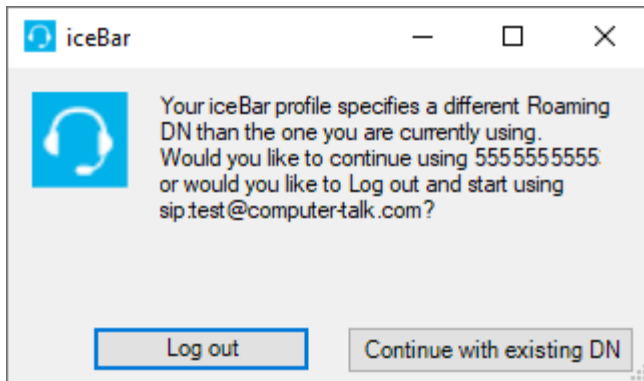 iceBar
Your iceBar profile specifies a different Roaming
DN than the one you are currently using.
Would you like to continue using 5555555555
or would you like to Log out and start using
sip:test@computer-talk.com?
Log out
Continue with existing DN